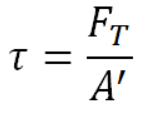 τ = F_T / A′